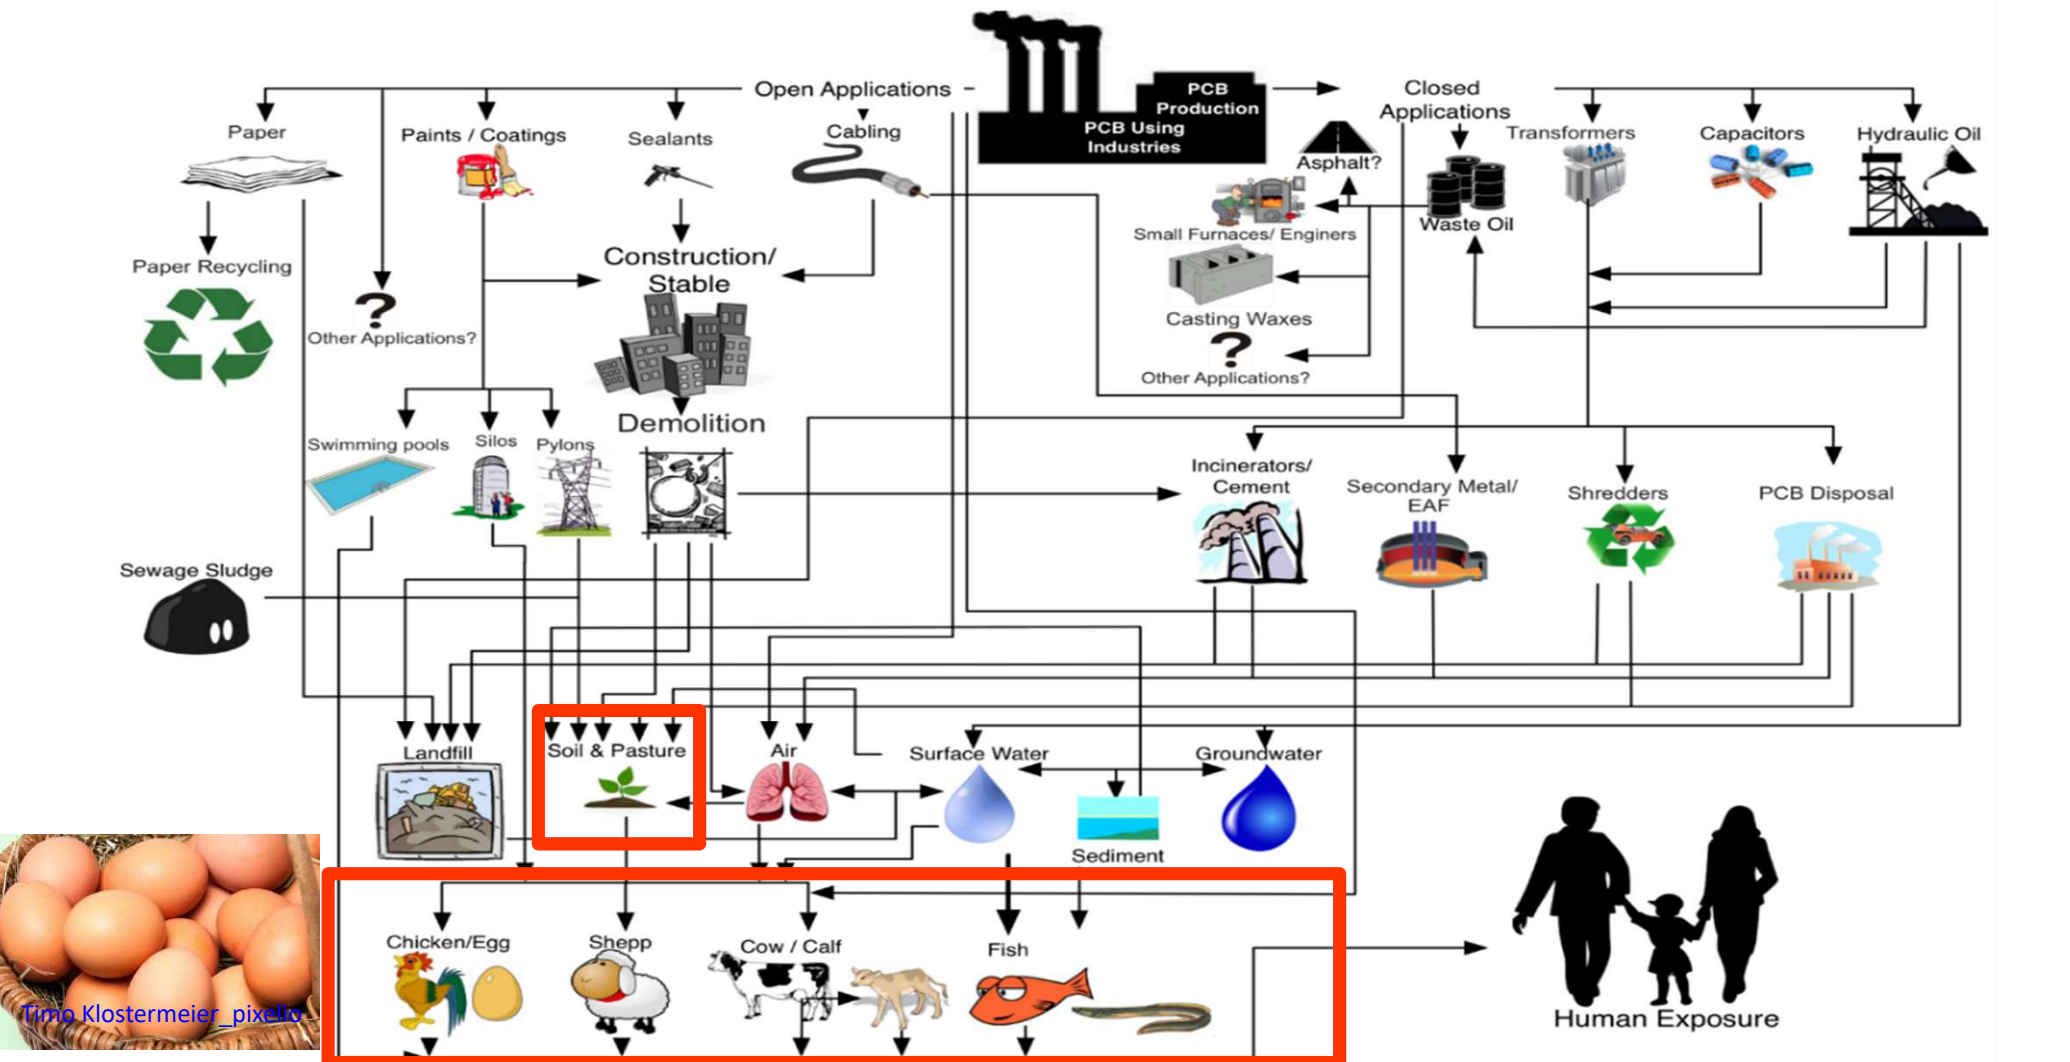 Open Applications
PCB
Production
PCB Using
Industries
Closed
Applications
Paper
Paints / Coatings
Sealants
Cabling
Asphalt?
Transformers
Capacitors
Hydraulic Oil
Small Furnaces/ Enginers
Waste Oil
Paper Recycling
Construction/
Stable
Casting Waxes
?
Other Applications?
?
Other Applications?
Demolition
Swimming pools
Silos
Pylons
Incinerators/
Cement
Secondary Metal/
EAF
Shredders
PCB Disposal
Sewage Sludge
Landfill
Soil & Pasture
Air
Surface Water
Groundwater
Sediment
Chicken/Egg
Shepp
Cow / Calf
Fish
Timo Klostermeier_pixelio
Human Exposure